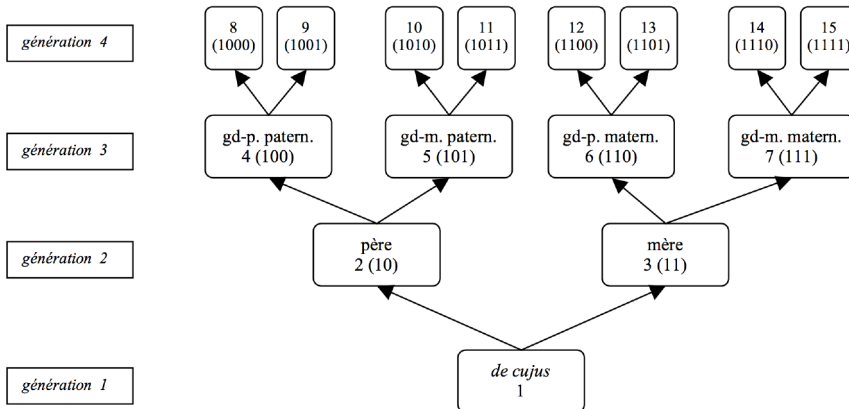 génération 4
8 9 10 11 12 13 14 15
(1000) (1001) (1010) (1011) (1100) (1101) (1110) (1111)
génération 3
gd-p. patern. gd-m. patern. gd-p. matern. gd-m. matern.
4 (100) 5 (101) 6 (110) 7 (111)
génération 2
père mère
2 (10) 3 (11)
génération 1
de cujus
1